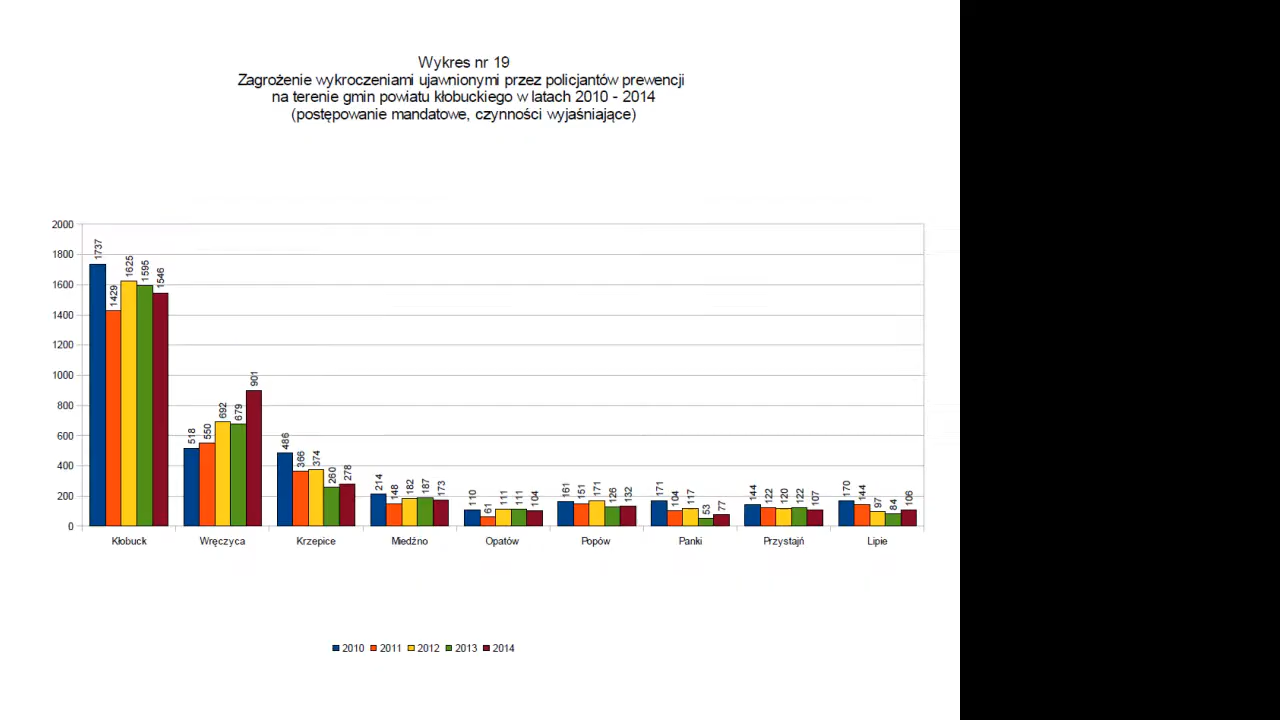 Wykres nr 19
Zagrożenie wykroczeniami ujawnionymi przez policjantów prewencji
na terenie gmin powiatu kłobuckiego w latach 2010 - 2014
(postępowanie mandatowe, czynności wyjaśniające)
2000
1800
1600
1400
1200
1000
800
600
400
200
0
1737 1429 1625 1595 1546
518 550 692 679 901
486 366 374 260 278
214 148 182 187 173
110 61 111 111 104
161 151 171 126 132
171 104 117 53 77
144 122 120 122 107
170 144 97 84 106
Kłobuck Wręczyca Krzepice Miedźno Opatów Popów Panki Przystajń Lipie
2010 2011 2012 2013 2014